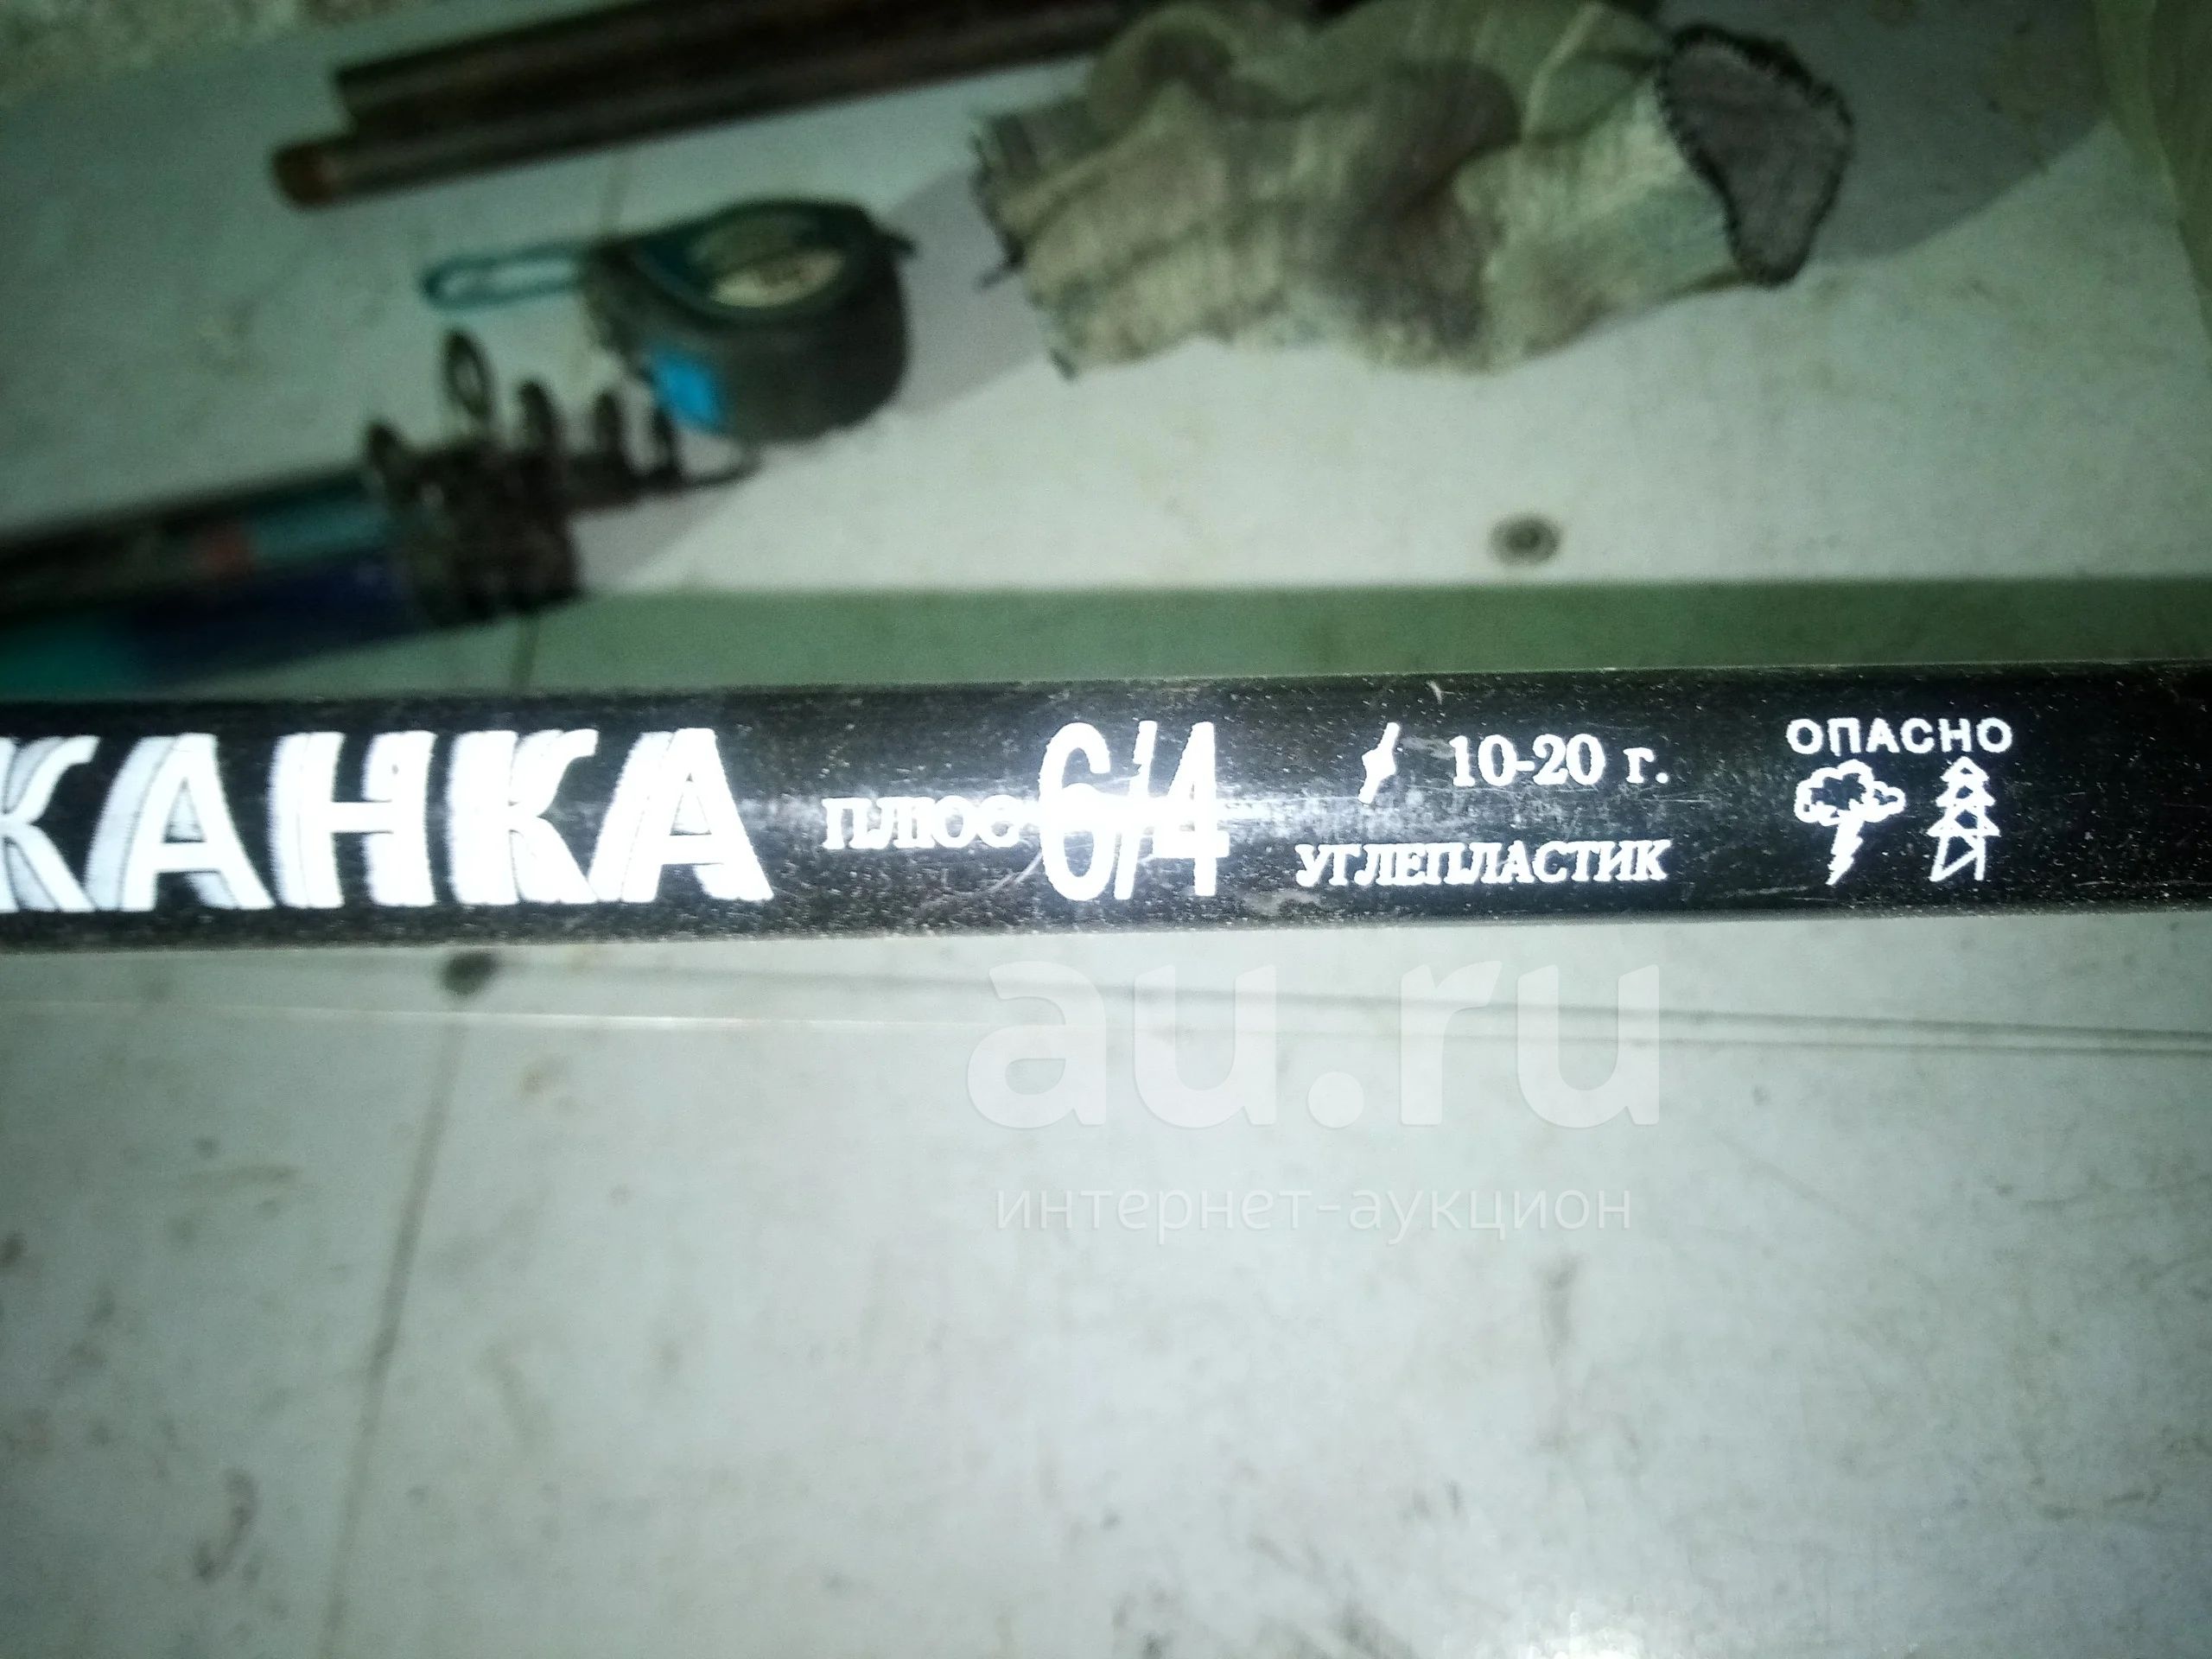 КАНКА ПЛЮС 6/4 10-20 г.
УГЛЕПЛАСТИК
ОПАСНО
au.ru
интернет-аукцион